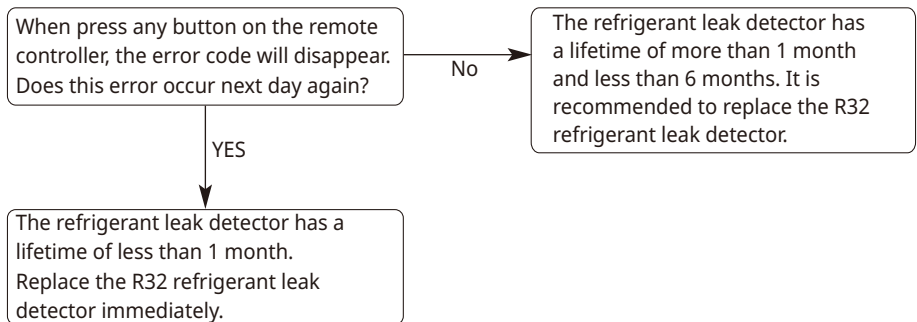 When press any button on the remote
controller, the error code will disappear.
Does this error occur next day again?
No
The refrigerant leak detector has
a lifetime of more than 1 month
and less than 6 months. It is
recommended to replace the R32
refrigerant leak detector.
YES
The refrigerant leak detector has a
lifetime of less than 1 month.
Replace the R32 refrigerant leak
detector immediately.